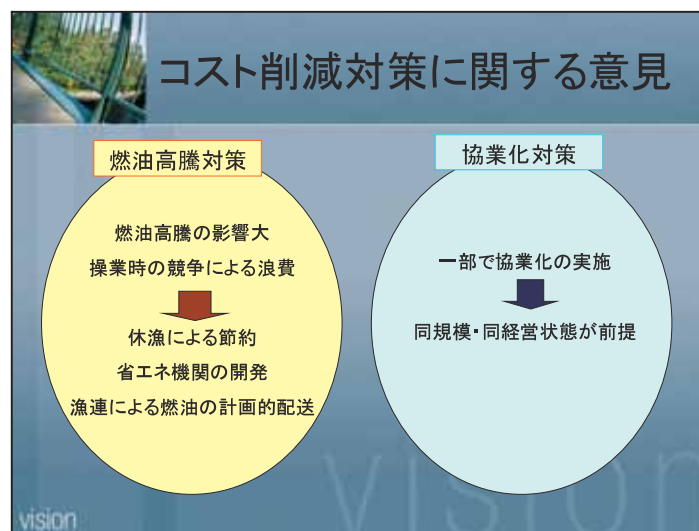 コスト削減対策に関する意見
燃油高騰対策
燃油高騰の影響大
操業時の競争による浪費
休漁による節約
省エネ機関の開発
漁連による燃油の計画的配送
協業化対策
一部で協業化の実施
同規模・同経営状態が前提
vision
vision